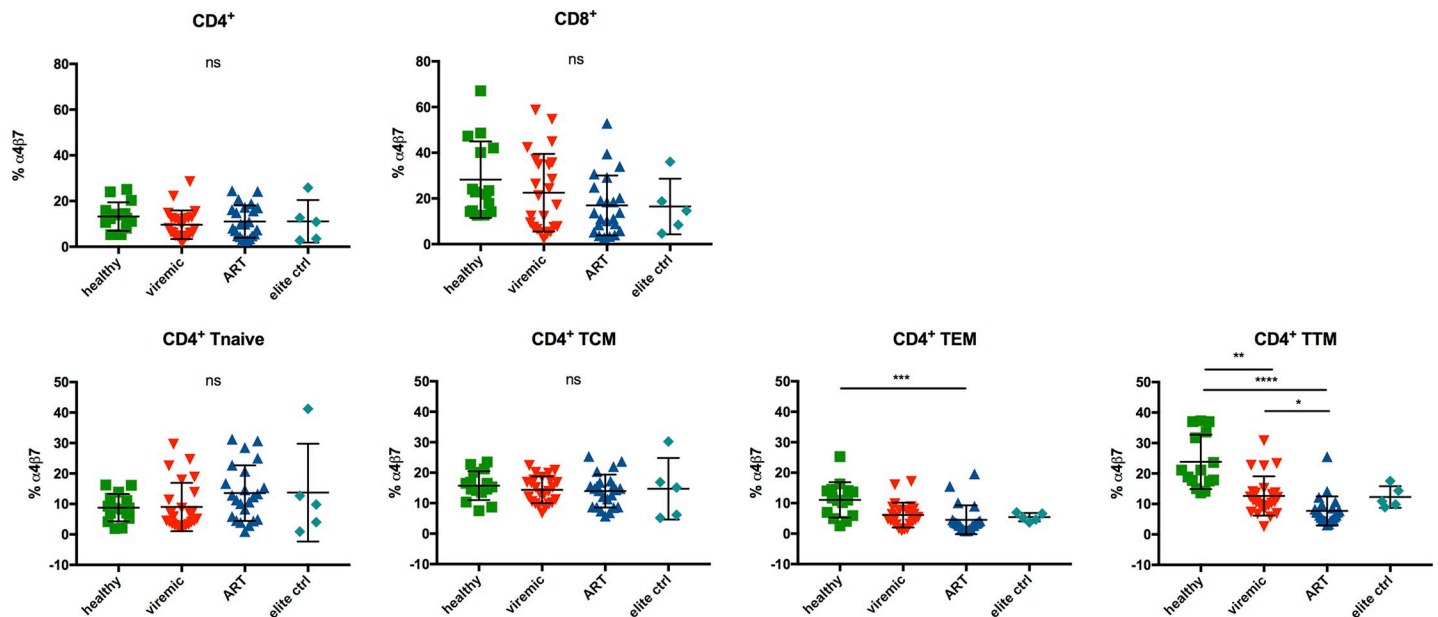 CD4+
ns
80
60
40
20
0
% α4β7
healthy
viremic
ART
elite ctrl
CD8+
ns
80
60
40
20
0
% α4β7
healthy
viremic
ART
elite ctrl
CD4+ Tnaive
ns
50
40
30
20
10
0
-10
% α4β7
healthy
viremic
ART
elite ctrl
CD4+ TCM
ns
50
40
30
20
10
0
-10
% α4β7
healthy
viremic
ART
elite ctrl
CD4+ TEM
***
50
40
30
20
10
0
-10
% α4β7
healthy
viremic
ART
elite ctrl
CD4+ TTM
**
****
*
50
40
30
20
10
0
-10
% α4β7
healthy
viremic
ART
elite ctrl